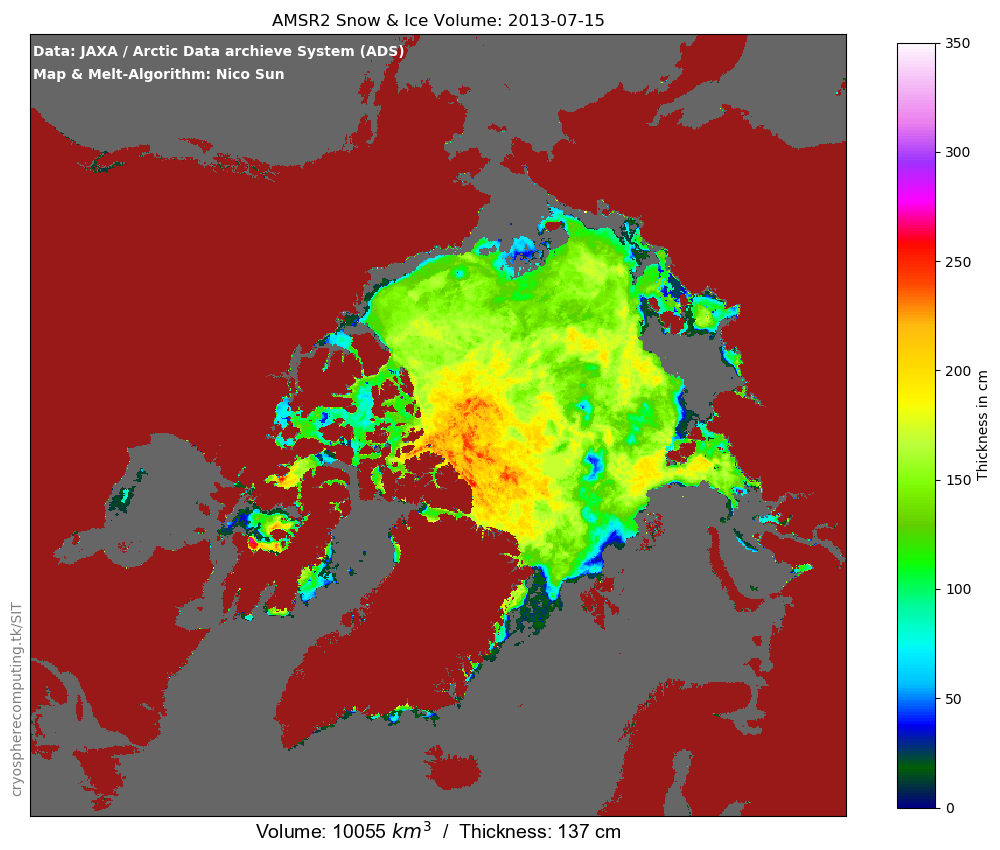 AMSR2 Snow & Ice Volume: 2013-07-15
Data: JAXA / Arctic Data archieve System (ADS)
Map & Melt-Algorithm: Nico Sun
350
300
250
200
150
100
50
0
Thickness in cm
cryospherecomputing.tk/SIT
Volume: 10055 km³ / Thickness: 137 cm